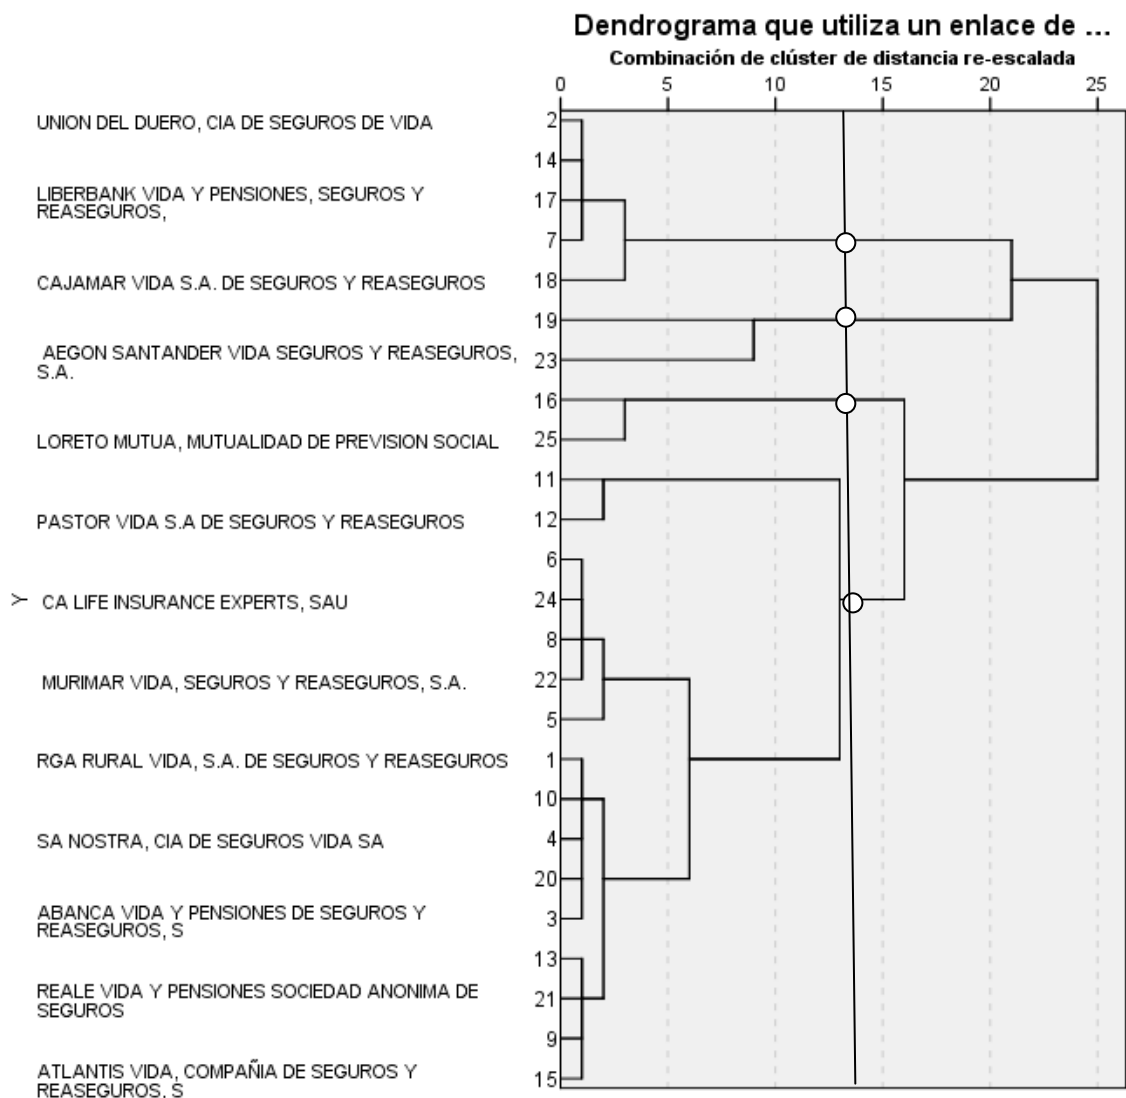 Dendrograma que utiliza un enlace de ...
Combinación de clúster de distancia re-escalada
0 5 10 15 20 25
UNION DEL DUERO, CIA DE SEGUROS DE VIDA 2
14
LIBERBANK VIDA Y PENSIONES, SEGUROS Y
REASEGUROS,
17
7
CAJAMAR VIDA S.A. DE SEGUROS Y REASEGUROS 18
19
AEGON SANTANDER VIDA SEGUROS Y REASEGUROS,
S.A.
23
16
LORETO MUTUA, MUTUALIDAD DE PREVISION SOCIAL 25
11
PASTOR VIDA S.A DE SEGUROS Y REASEGUROS 12
6
Y
CA LIFE INSURANCE EXPERTS, SAU 24
8
MURIMAR VIDA, SEGUROS Y REASEGUROS, S.A. 22
5
RGA RURAL VIDA, S.A. DE SEGUROS Y REASEGUROS 1
10
SA NOSTRA, CIA DE SEGUROS VIDA SA 4
20
ABANCA VIDA Y PENSIONES DE SEGUROS Y
REASEGUROS, S
3
13
REALE VIDA Y PENSIONES SOCIEDAD ANONIMA DE
SEGUROS
21
9
ATLANTIS VIDA, COMPAÑIA DE SEGUROS Y
REASEGUROS, S
15